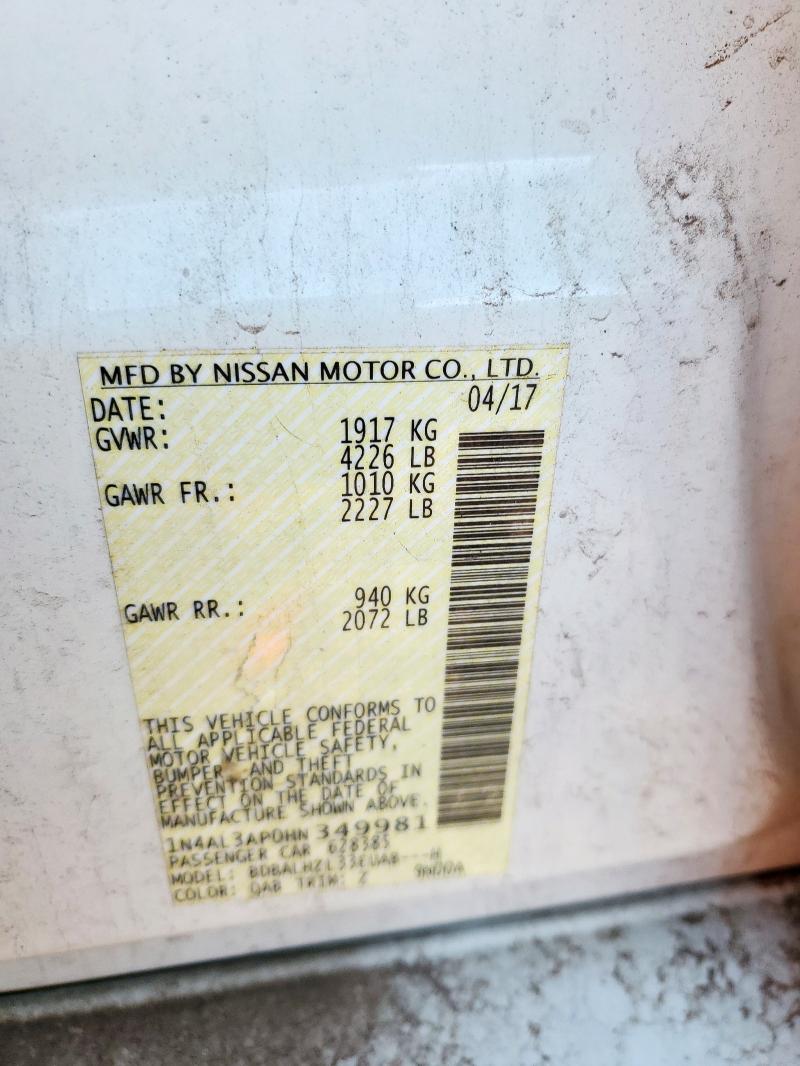 MFD BY NISSAN MOTOR CO., LTD.
DATE: 04/17
GVWR: 1917 KG
4226 LB
GAWR FR.: 1010 KG
2227 LB
GAWR RR.: 940 KG
2072 LB
THIS VEHICLE CONFORMS TO
ALL APPLICABLE FEDERAL
MOTOR VEHICLE SAFETY,
BUMPER, AND THEFT
PREVENTION STANDARDS IN
EFFECT ON THE DATE OF
MANUFACTURE SHOWN ABOVE.
1N4AL3AP0HN349981
PASSENGER CAR 628385
MODEL:
COLOR: QAB TRIM: Z